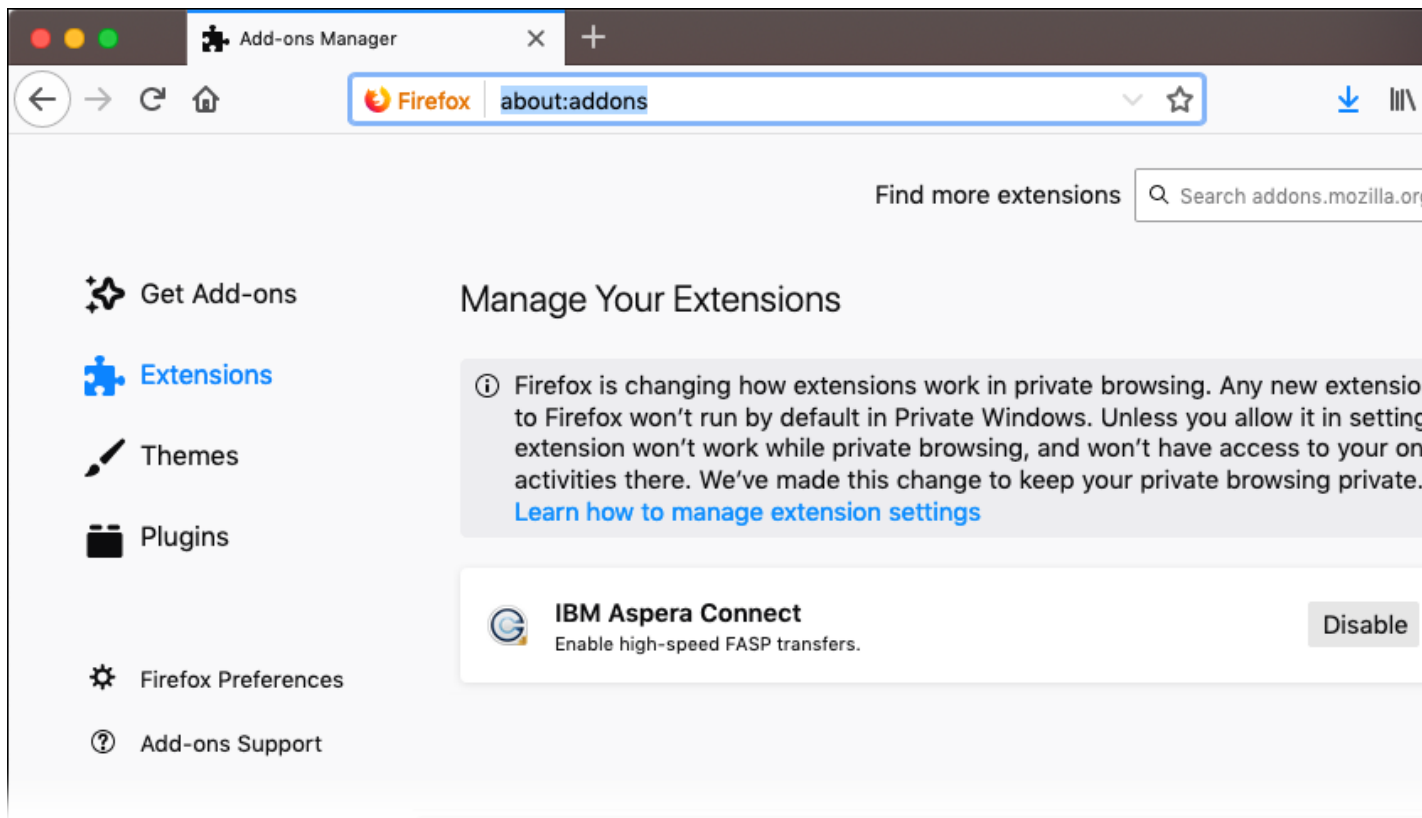 Add-ons Manager
Firefox about:addons
Find more extensions Search addons.mozilla.org
Get Add-ons
Manage Your Extensions
Extensions
Firefox is changing how extensions work in private browsing. Any new extensio
to Firefox won’t run by default in Private Windows. Unless you allow it in setting
extension won’t work while private browsing, and won’t have access to your on
activities there. We’ve made this change to keep your private browsing private.
Learn how to manage extension settings
Themes
Plugins
IBM Aspera Connect
Enable high-speed FASP transfers.
Disable
Firefox Preferences
Add-ons Support